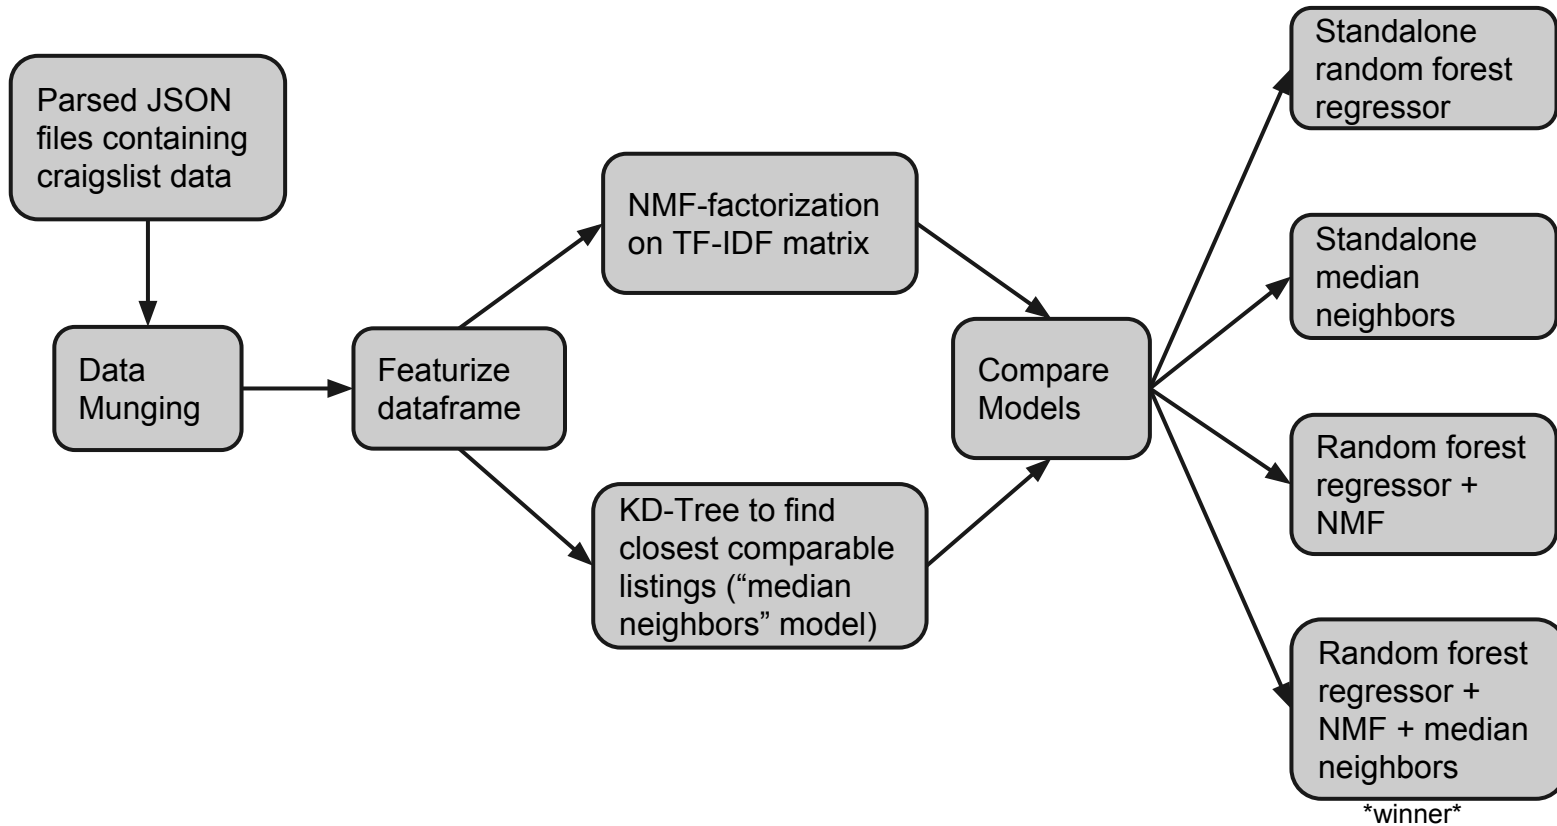 Parsed JSON
files containing
craigslist data
Data
Munging
Featurize
dataframe
NMF-factorization
on TF-IDF matrix
KD-Tree to find
closest comparable
listings (“median
neighbors” model)
Compare
Models
Standalone
random forest
regressor
Standalone
median
neighbors
Random forest
regressor +
NMF
Random forest
regressor +
NMF + median
neighbors
*winner*